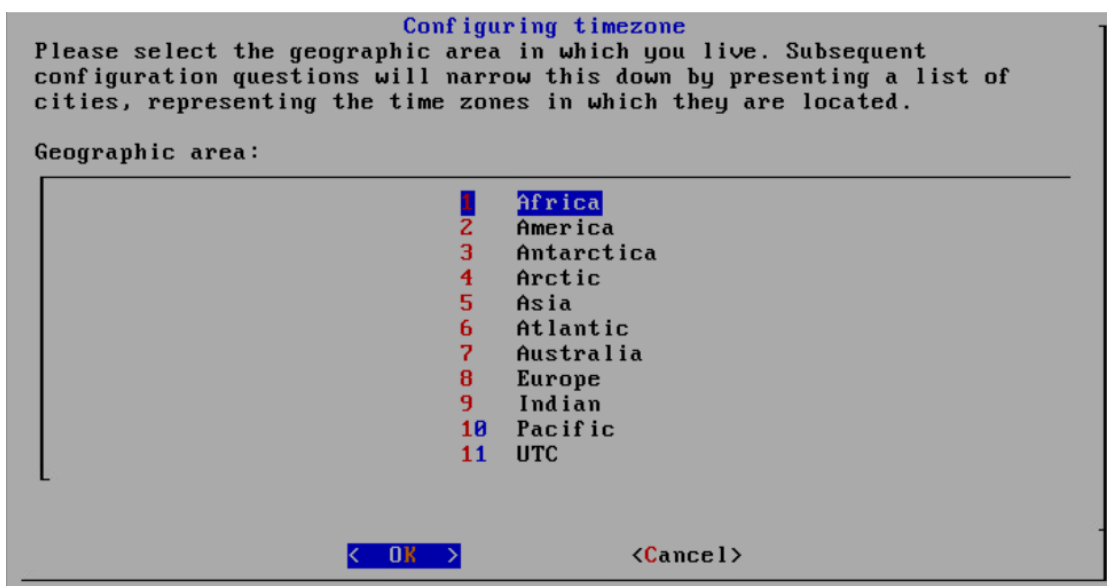 Configuring timezone
Please select the geographic area in which you live. Subsequent
configuration questions will narrow this down by presenting a list of
cities, representing the time zones in which they are located.
Geographic area:
1 Africa
2 America
3 Antarctica
4 Arctic
5 Asia
6 Atlantic
7 Australia
8 Europe
9 Indian
10 Pacific
11 UTC
< OK > <Cancel>